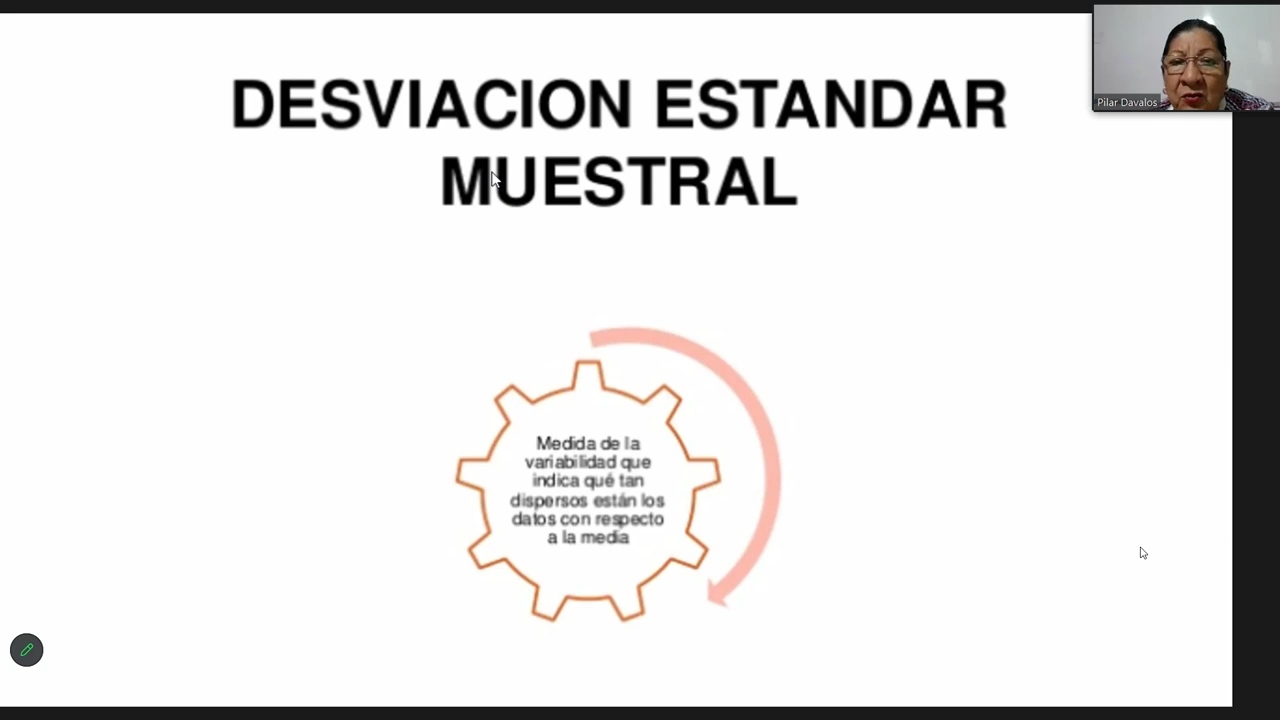 DESVIACION ESTANDAR
MUESTRAL
Pilar Davalos
Medida de la
variabilidad que
indica qué tan
dispersos están los
datos con respecto
a la media